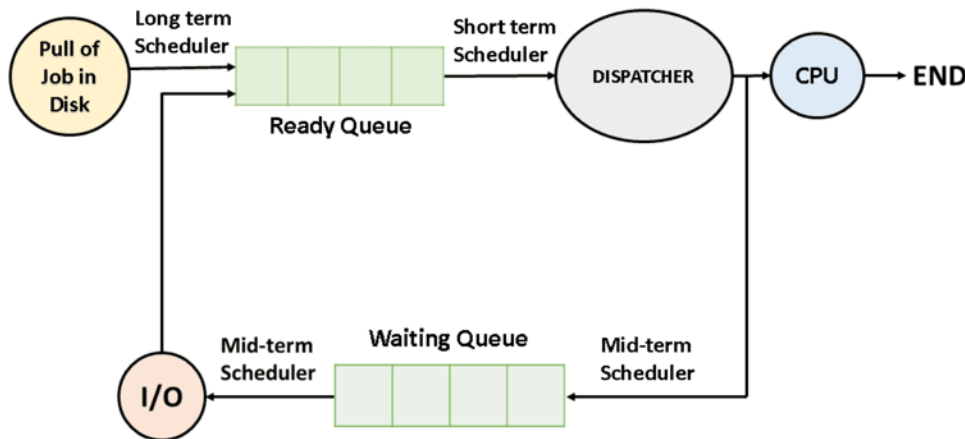 Pull of
Job in
Disk
Long term
Scheduler
Ready Queue
Short term
Scheduler
DISPATCHER
CPU
END
Waiting Queue
Mid-term
Scheduler
Mid-term
Scheduler
I/O